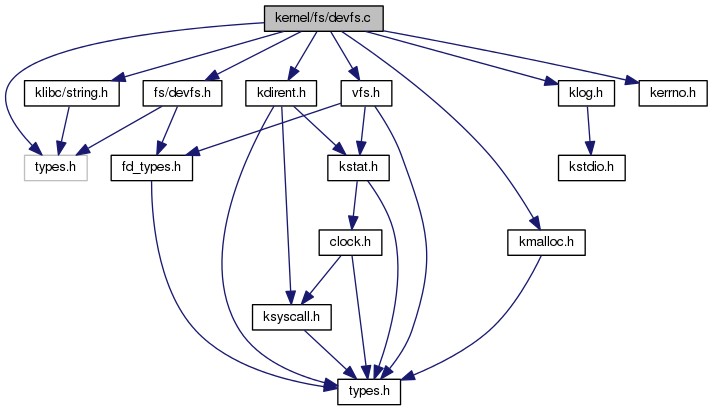 kernel/fs/devfs.c
klibc/string.h
fs/devfs.h
kdirent.h
vfs.h
klog.h
kerrno.h
types.h
fd_types.h
kstat.h
kstdio.h
clock.h
kmalloc.h
ksyscall.h
types.h